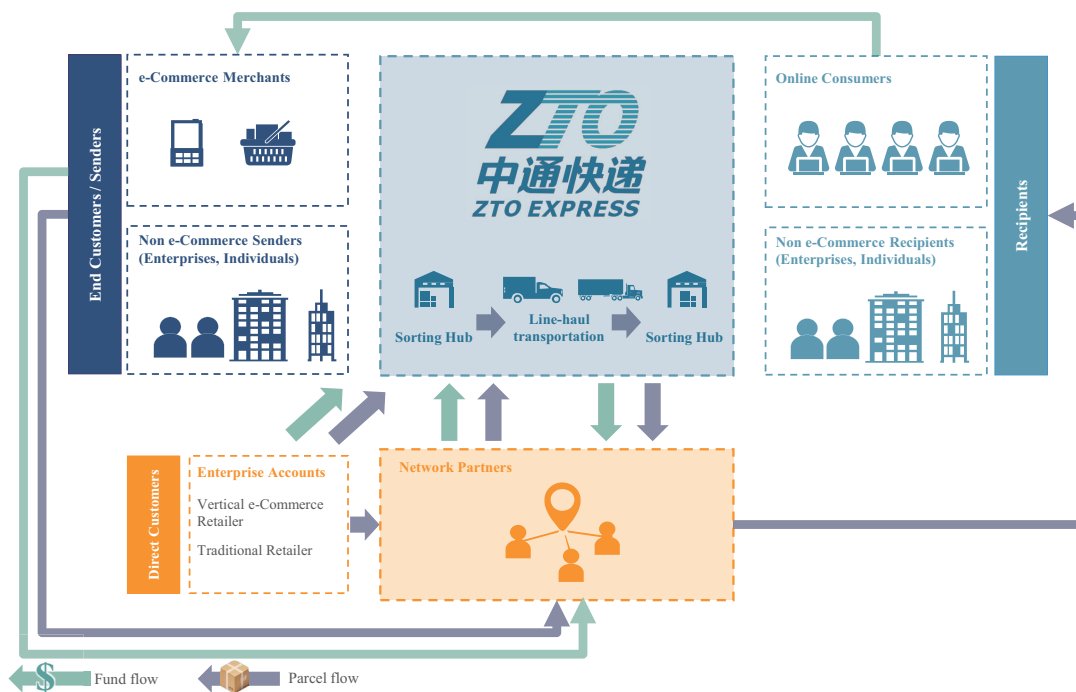 End Customers / Senders
e-Commerce Merchants
Non e-Commerce Senders
(Enterprises, Individuals)
ZTO
中通快递
ZTO EXPRESS
Sorting Hub
Line-haul
transportation
Sorting Hub
Online Consumers
Non e-Commerce Recipients
(Enterprises, Individuals)
Recipients
Direct Customers
Enterprise Accounts
Vertical e-Commerce
Retailer
Traditional Retailer
Network Partners
$
Fund flow
Parcel flow